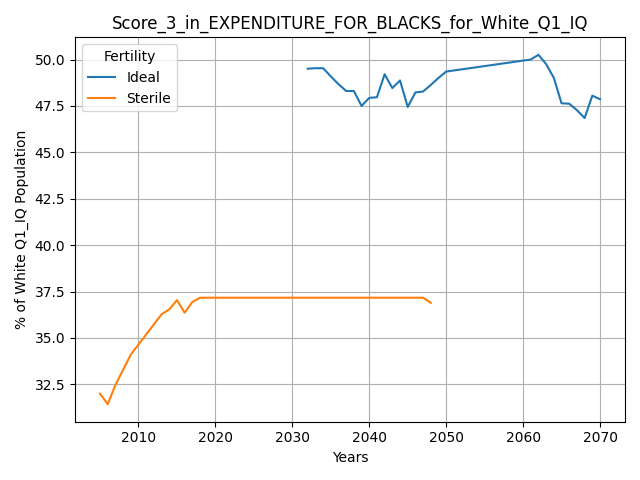 Score_3_in_EXPENDITURE_FOR_BLACKS_for_White_Q1_IQ
Fertility
Ideal
Sterile
% of White Q1_IQ Population
50.0
47.5
45.0
42.5
40.0
37.5
35.0
32.5
2010 2020 2030 2040 2050 2060 2070
Years